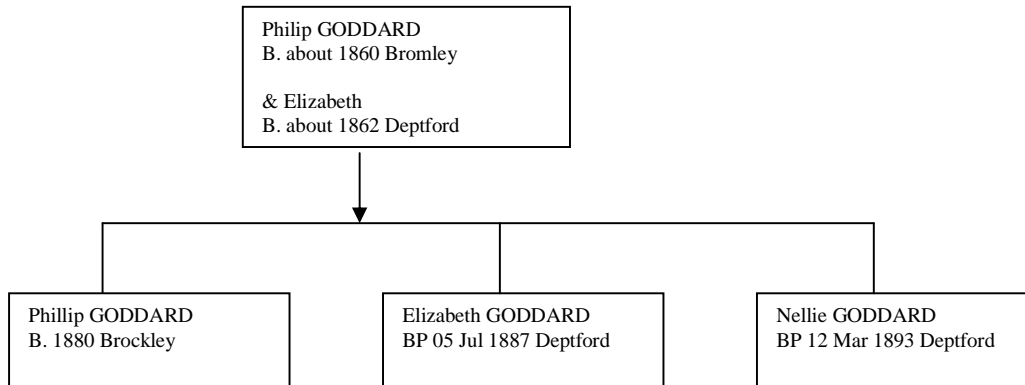 Philip GODDARD
B. about 1860 Bromley
& Elizabeth
B. about 1862 Deptford
Phillip GODDARD
B. 1880 Brockley
Elizabeth GODDARD
BP 05 Jul 1887 Deptford
Nellie GODDARD
BP 12 Mar 1893 Deptford